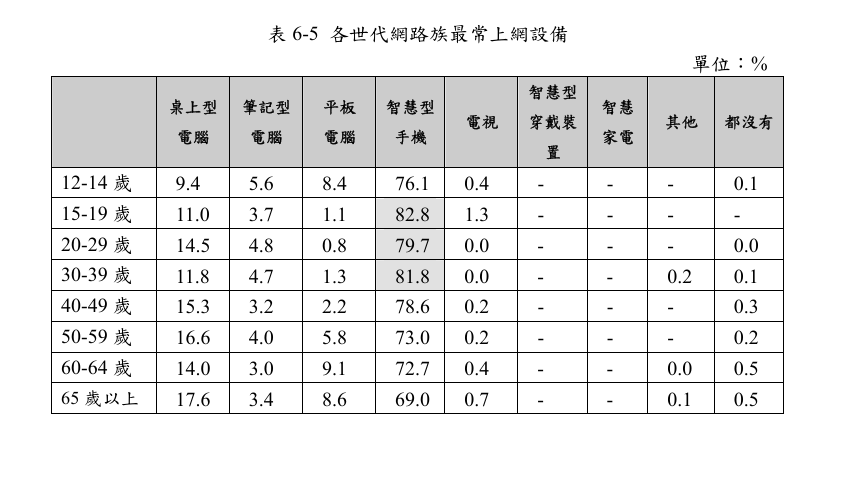 表 6-5 各世代網路族最常上網設備
單位：%
桌上型電腦 筆記型電腦 平板電腦 智慧型手機 電視 智慧型穿戴裝置 智慧家電 其他 都沒有
12-14 歲 9.4 5.6 8.4 76.1 0.4 - - - 0.1
15-19 歲 11.0 3.7 1.1 82.8 1.3 - - - -
20-29 歲 14.5 4.8 0.8 79.7 0.0 - - - 0.0
30-39 歲 11.8 4.7 1.3 81.8 0.0 - - 0.2 0.1
40-49 歲 15.3 3.2 2.2 78.6 0.2 - - - 0.3
50-59 歲 16.6 4.0 5.8 73.0 0.2 - - - 0.2
60-64 歲 14.0 3.0 9.1 72.7 0.4 - - 0.0 0.5
65 歲以上 17.6 3.4 8.6 69.0 0.7 - - 0.1 0.5